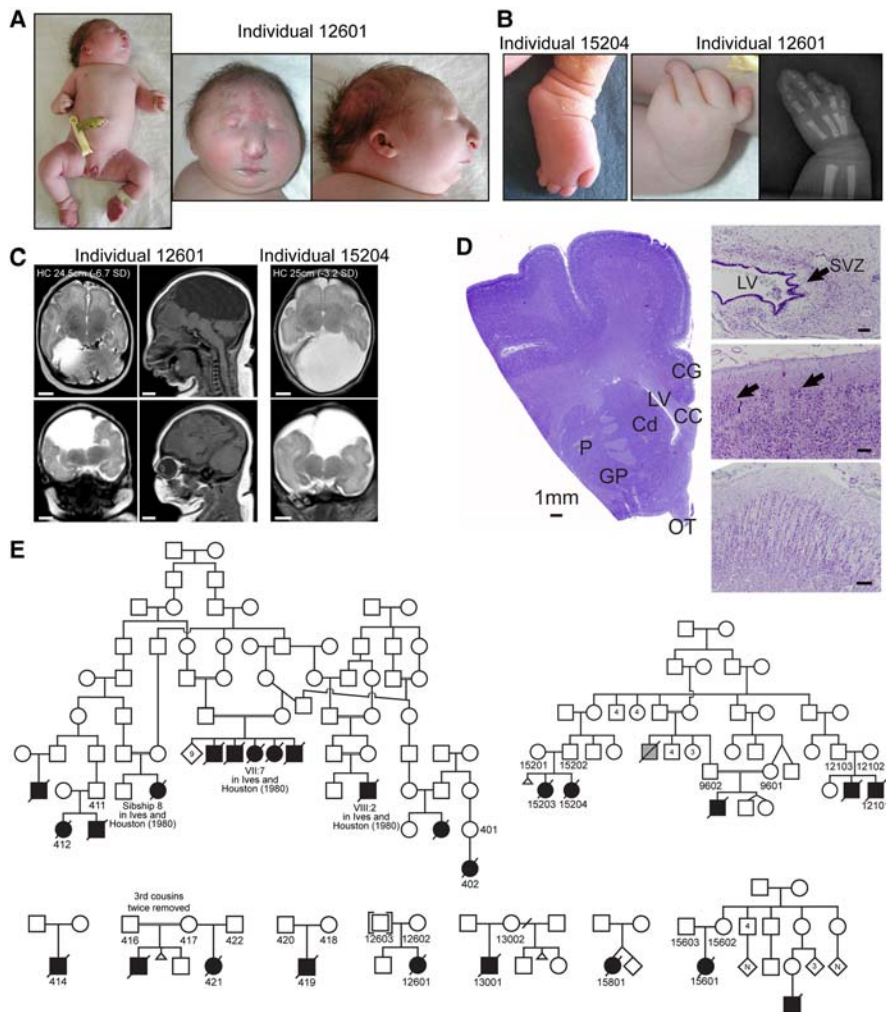 A
Individual 12601
B
Individual 15204
Individual 12601
C
Individual 12601
Individual 15204
HC 24.5cm (-6.7 SD)
HC 25cm (-3.2 SD)
D
LV
SVZ
CG
LV
CC
Cd
P
GP
1mm
OT
E
9
VII:7
in Ives and
Houston (1980)
411
Sibship 8
in Ives and
Houston (1980)
VIII:2
in Ives and
Houston (1980)
412
401
402
4
4
4
3
15201
15202
15203
15204
9602
9601
12103
12102
12101
3rd cousins
twice removed
414
416
417
422
421
420
418
419
12603
12602
12601
13002
13001
15801
15603
15602
4
15601
N
3
N